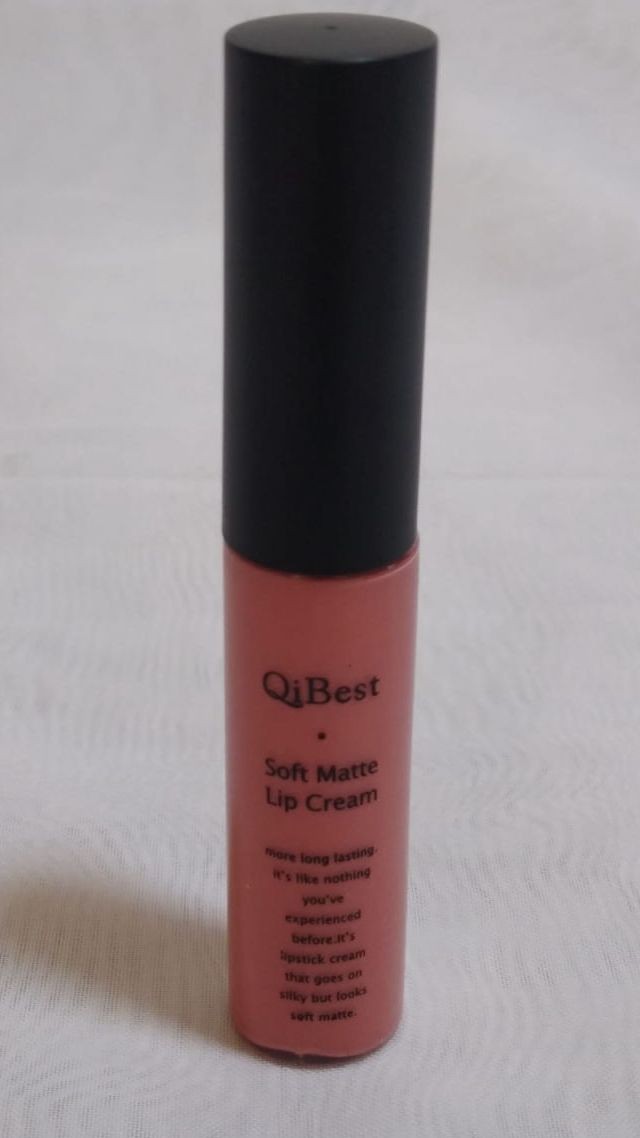 QiBest
Soft Matte
Lip Cream
more long lasting.
it's like nothing
you've
experienced
before.It's
lipstick cream
that goes on
silky but looks
soft matte.